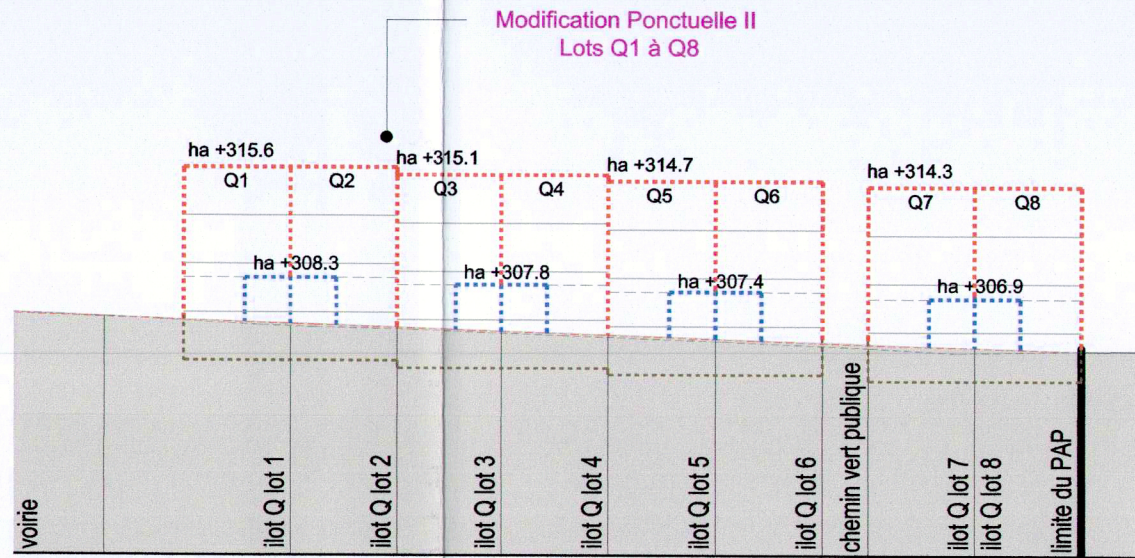 Modification Ponctuelle II
Lots Q1 à Q8
ha +315.6
ha +315.1
ha +314.7
ha +314.3
Q1
Q2
Q3
Q4
Q5
Q6
Q7
Q8
ha +308.3
ha +307.8
ha +307.4
ha +306.9
voirie
ilot Q lot 1
ilot Q lot 2
ilot Q lot 3
ilot Q lot 4
ilot Q lot 5
ilot Q lot 6
chemin vert publique
ilot Q lot 7
ilot Q lot 8
limite du PAP